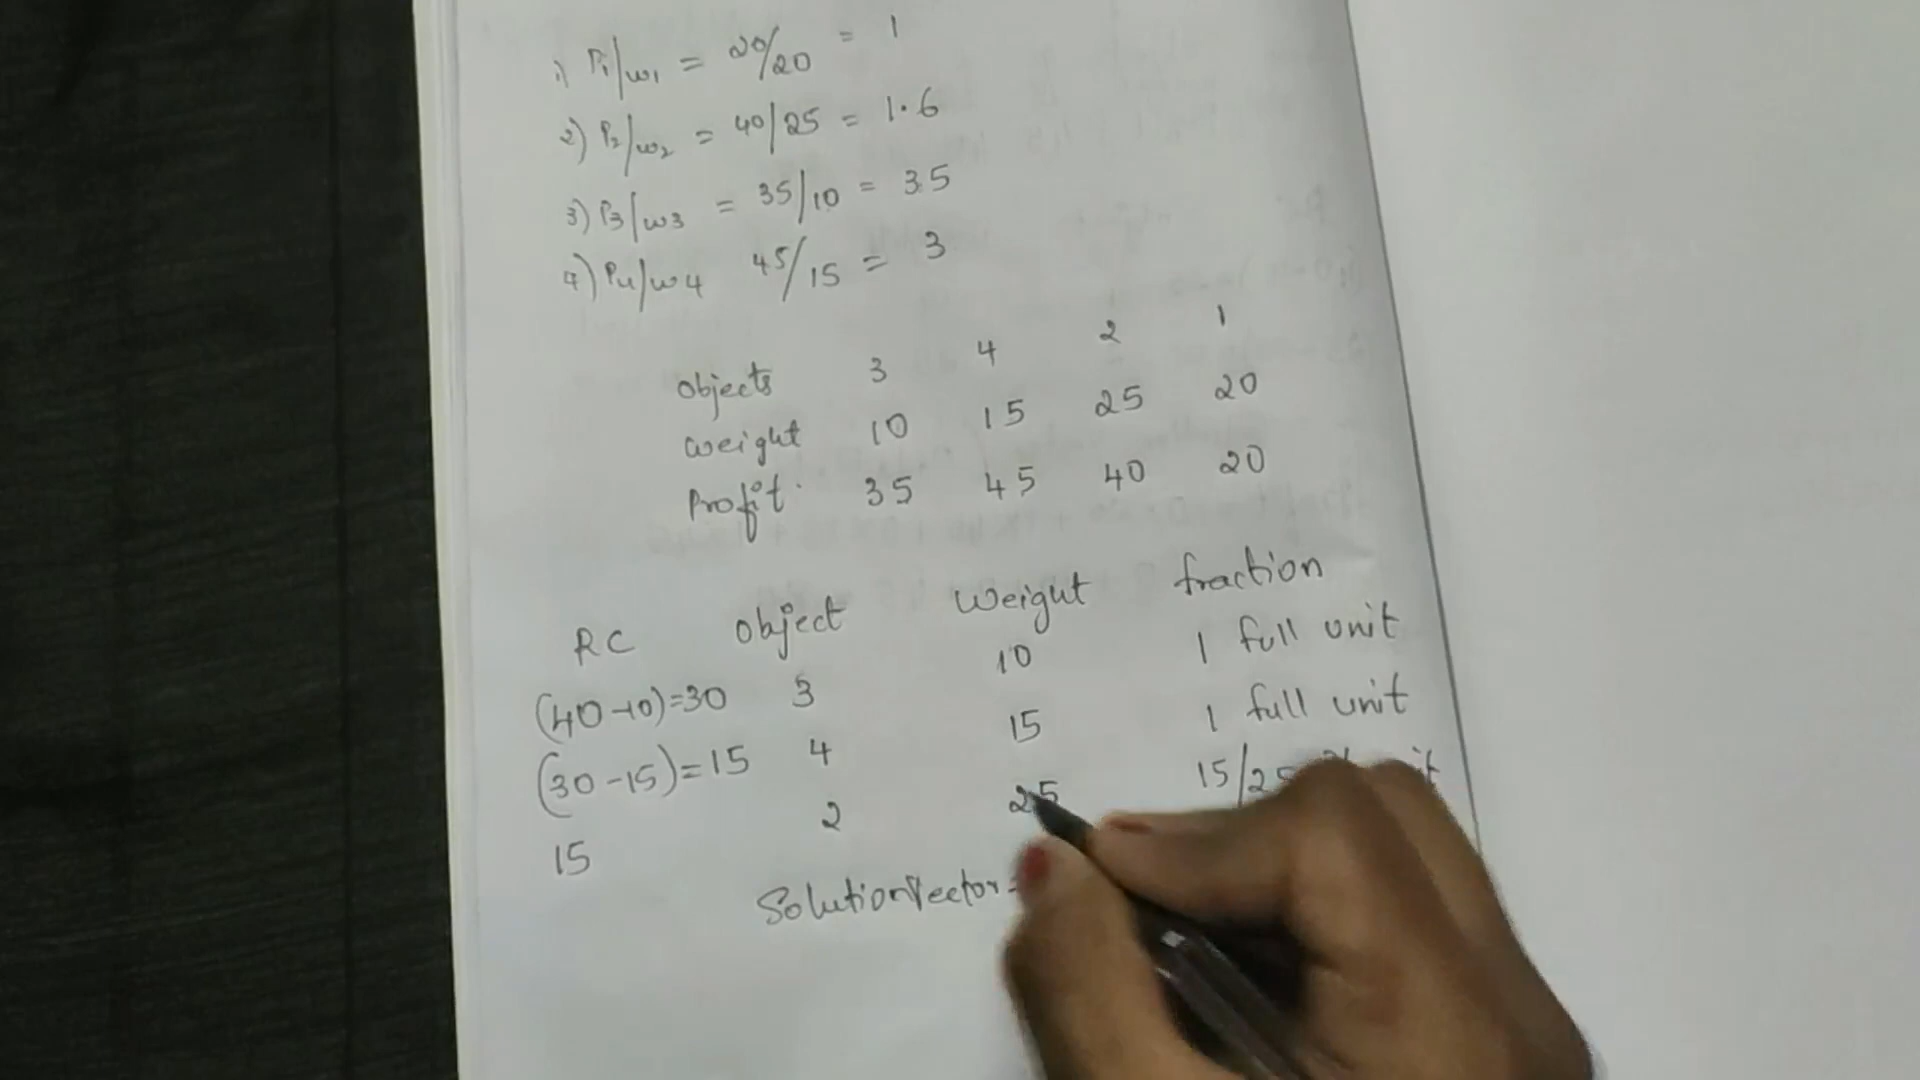 1) P1/w1 = 20/20 = 1
2) P2/w2 = 40/25 = 1.6
3) P3/w3 = 35/10 = 3.5
4) P4/w4 45/15 = 3
Objects 3 4 2 1
weight 10 15 25 20
Profit 35 45 40 20
RC Object Weight fraction
(40-10)=30 3 10 1 full unit
(30-15)=15 4 15 1 full unit
15 2 25 15/25
Solution Vector =